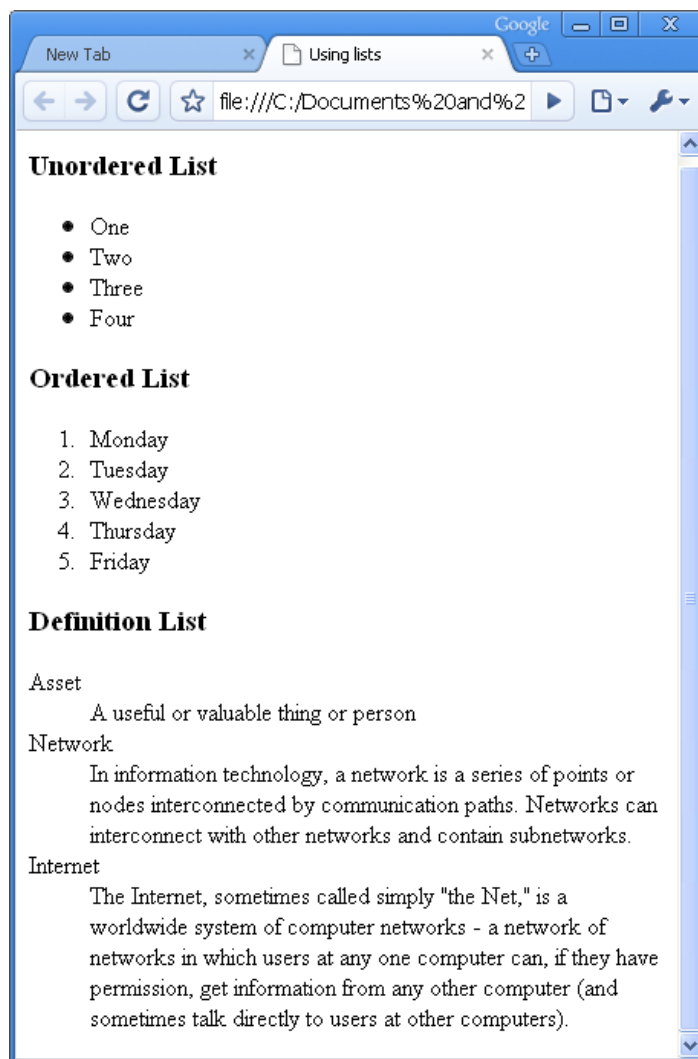 Google
New Tab
Using lists
file:///C:/Documents%20and%2
Unordered List
• One
• Two
• Three
• Four
Ordered List
1. Monday
2. Tuesday
3. Wednesday
4. Thursday
5. Friday
Definition List
Asset
A useful or valuable thing or person
Network
In information technology, a network is a series of points or
nodes interconnected by communication paths. Networks can
interconnect with other networks and contain subnetworks.
Internet
The Internet, sometimes called simply "the Net," is a
worldwide system of computer networks - a network of
networks in which users at any one computer can, if they have
permission, get information from any other computer (and
sometimes talk directly to users at other computers).